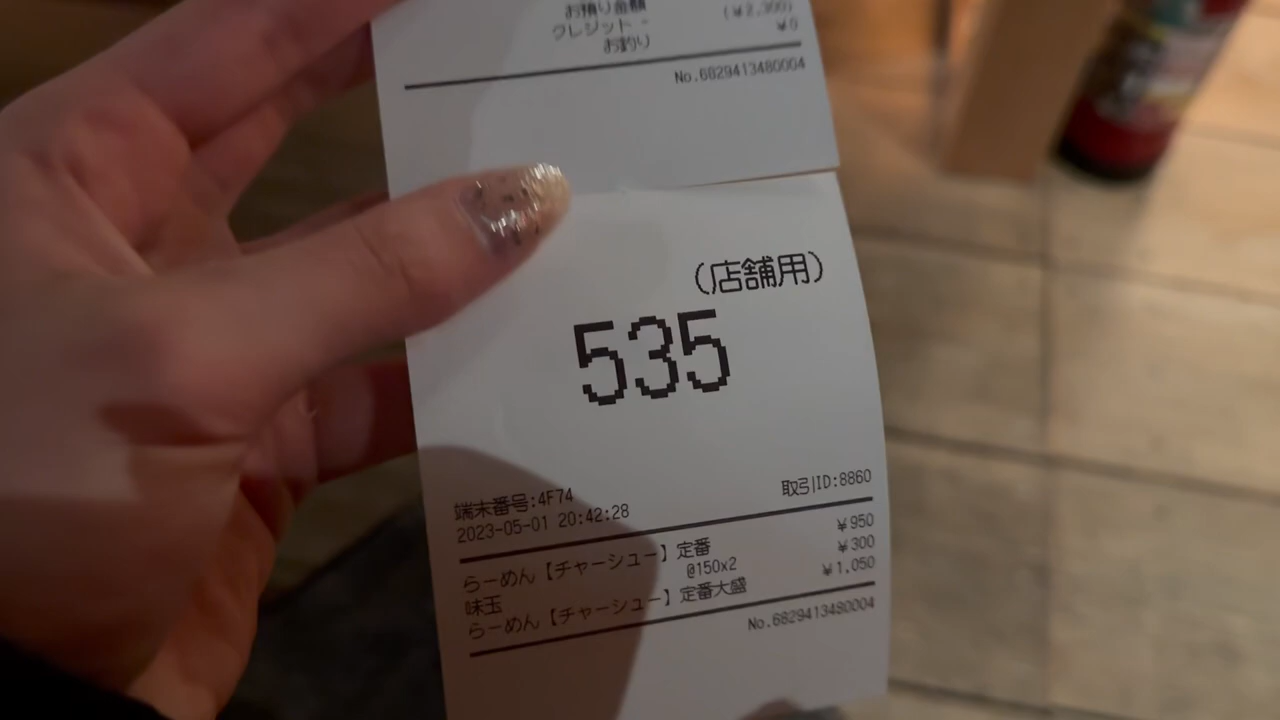 お預り金額
クレジット (¥2,300)
お釣り ¥0
No.6829413480004
(店舗用)
535
端末番号:4F74 取引ID:8860
2023-05-01 20:42:28
らーめん【チャーシュー】定番 ¥950
味玉 @150x2 ¥300
らーめん【チャーシュー】定番大盛 ¥1,050
No.6829413480004